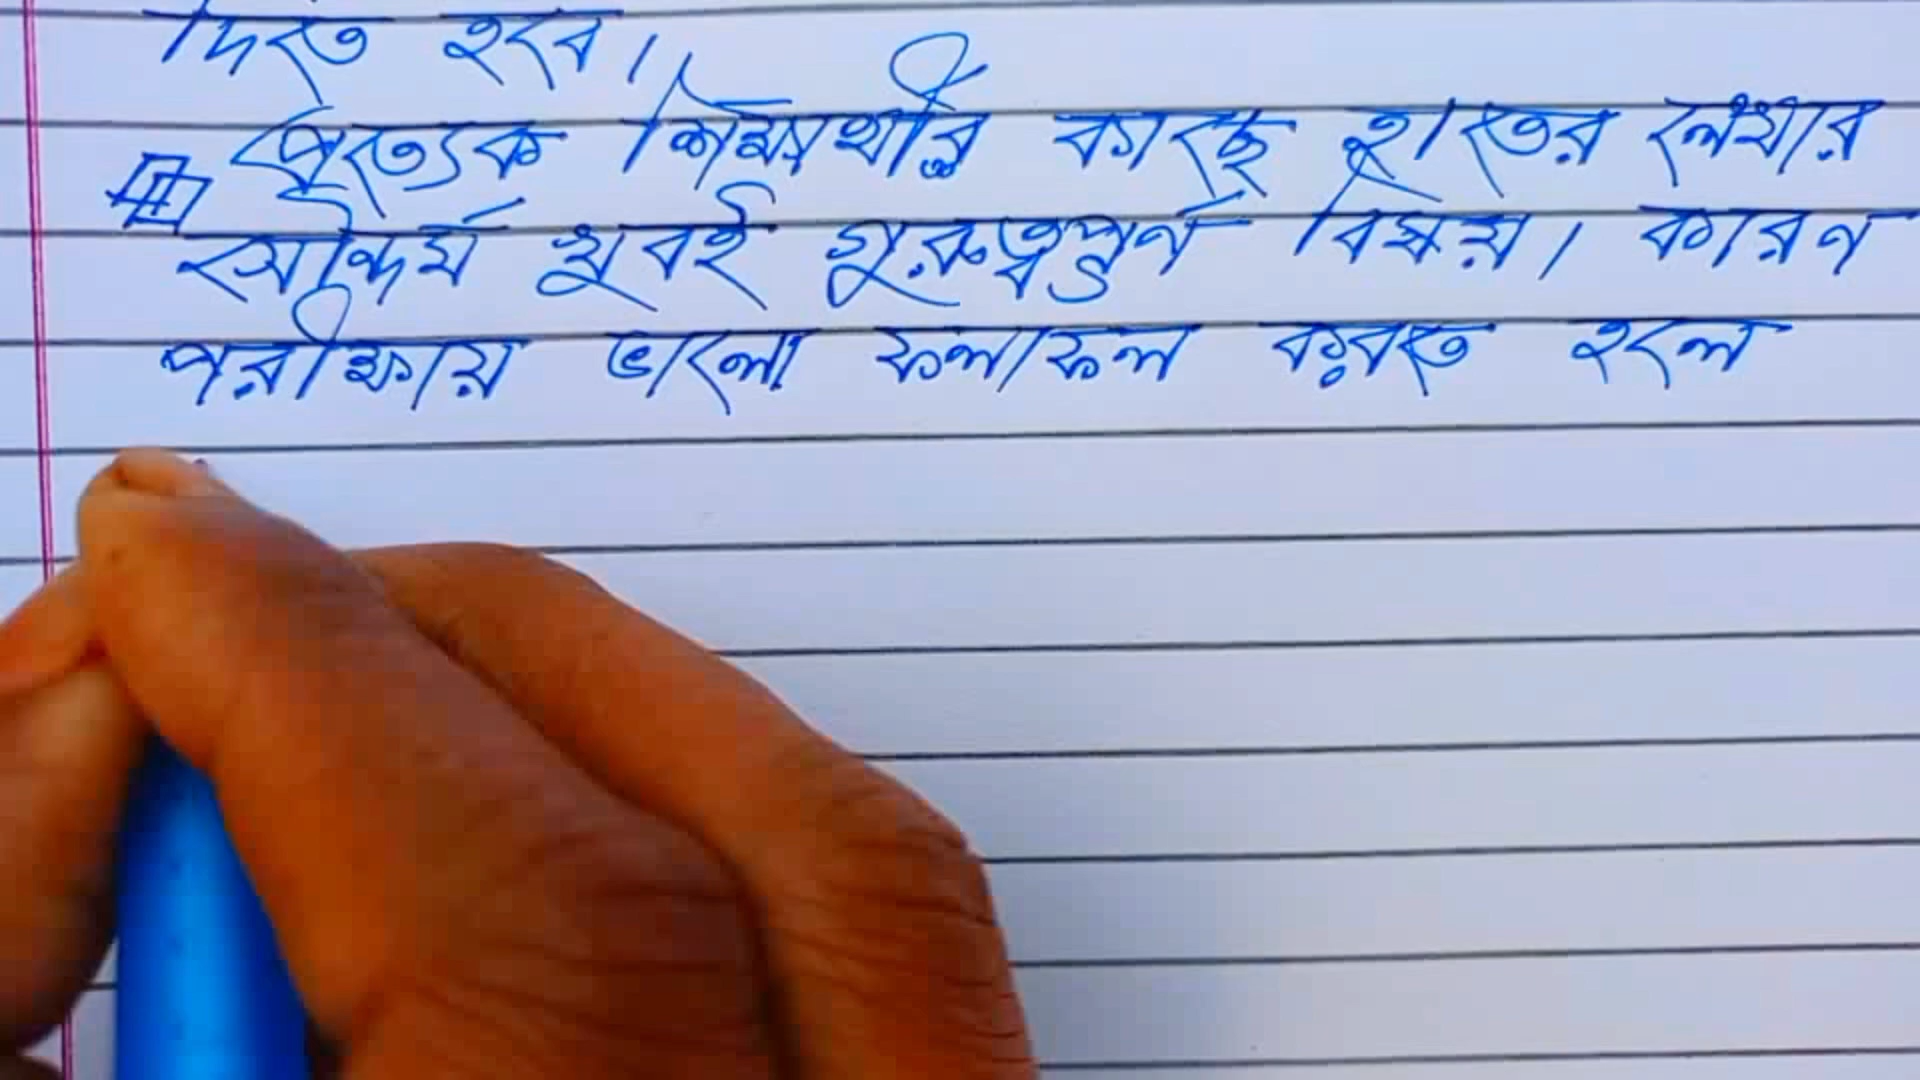 দিতে হবে।
প্রত্যেক শিক্ষার্থীর কাছে হাতের লেখার
সৌন্দর্য খুবই গুরুত্বপূর্ণ বিষয়। কারণ
পরীক্ষায় ভালো ফলাফল করতে হলে